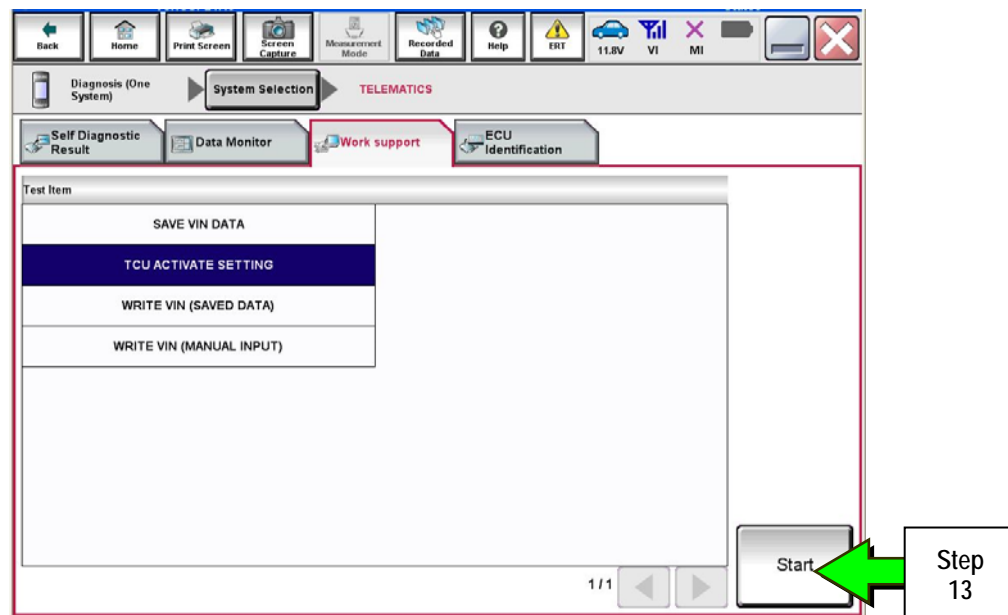 Back
Home
Print Screen
Screen
Capture
Measurement
Mode
Recorded
Data
Help
ERT
11.8V
VI
MI
Diagnosis (One
System)
System Selection
TELEMATICS
Self Diagnostic
Result
Data Monitor
Work support
ECU
Identification
Test Item
SAVE VIN DATA
TCU ACTIVATE SETTING
WRITE VIN (SAVED DATA)
WRITE VIN (MANUAL INPUT)
1/1
Start
Step
13